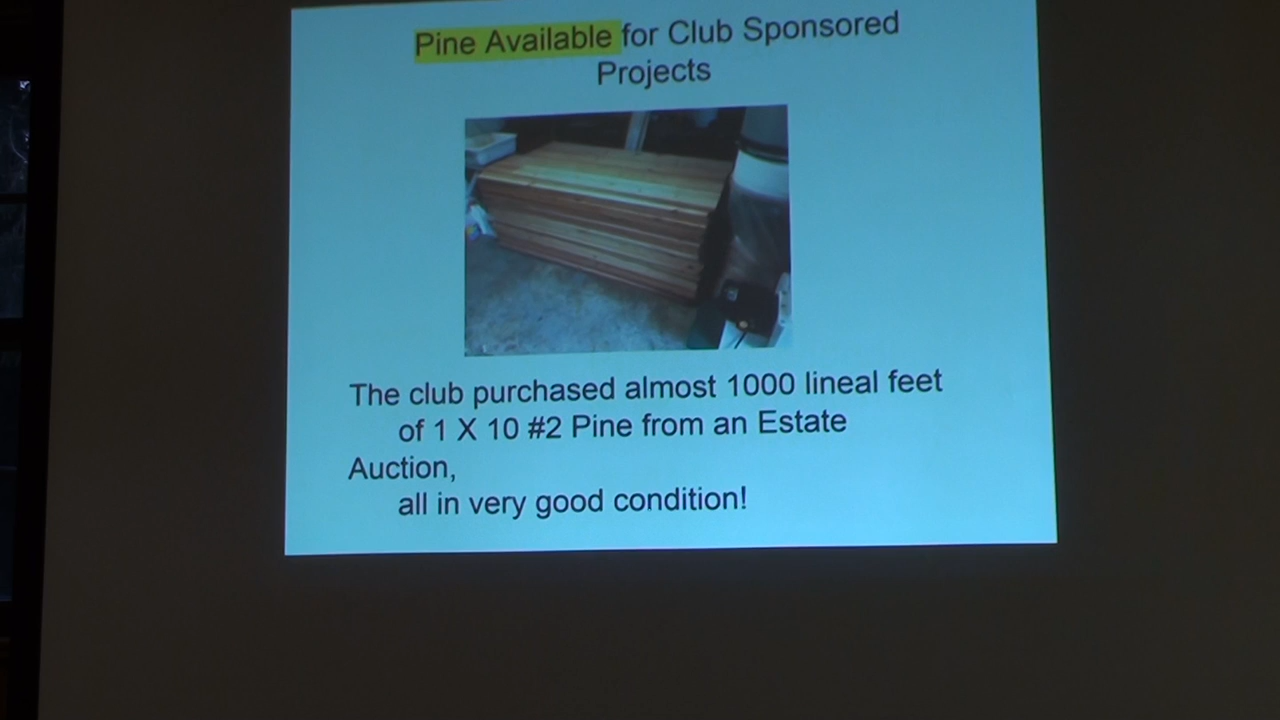 Pine Available for Club Sponsored
Projects
The club purchased almost 1000 lineal feet
of 1 X 10 #2 Pine from an Estate
Auction,
all in very good condition!